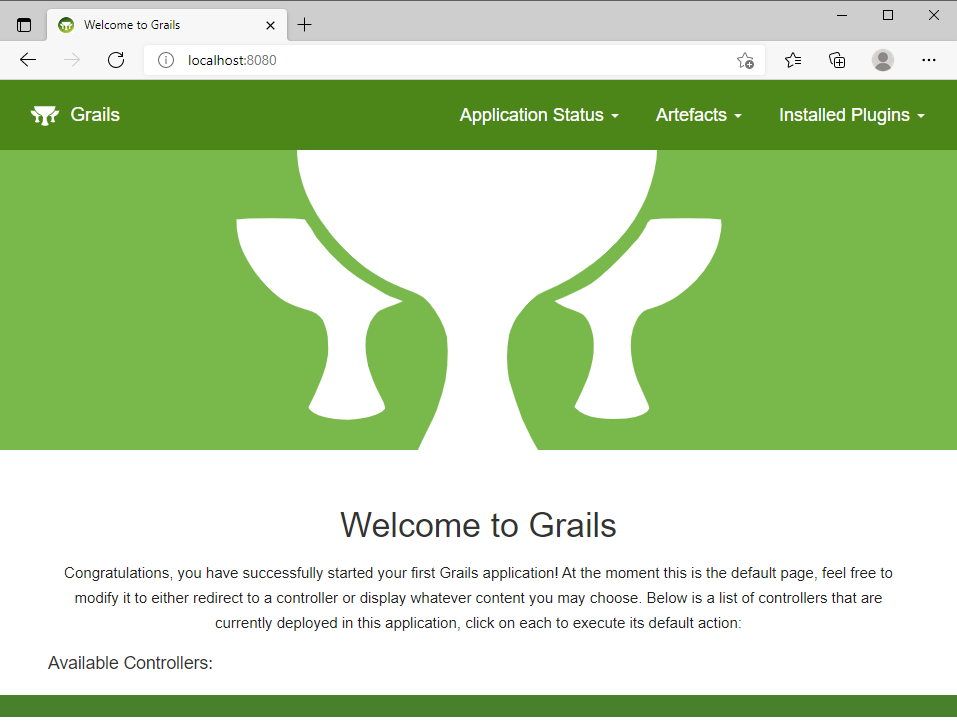 Welcome to Grails
localhost:8080
Grails
Application Status
Artefacts
Installed Plugins
Welcome to Grails
Congratulations, you have successfully started your first Grails application! At the moment this is the default page, feel free to
modify it to either redirect to a controller or display whatever content you may choose. Below is a list of controllers that are
currently deployed in this application, click on each to execute its default action:
Available Controllers: